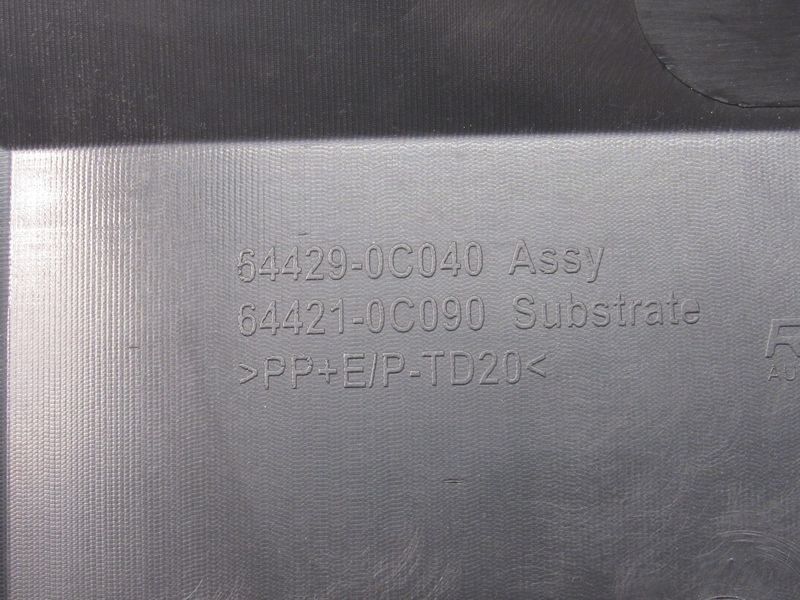 64429-0C040 Assy
64421-0C090 Substrate
>PP+E/P-TD20<